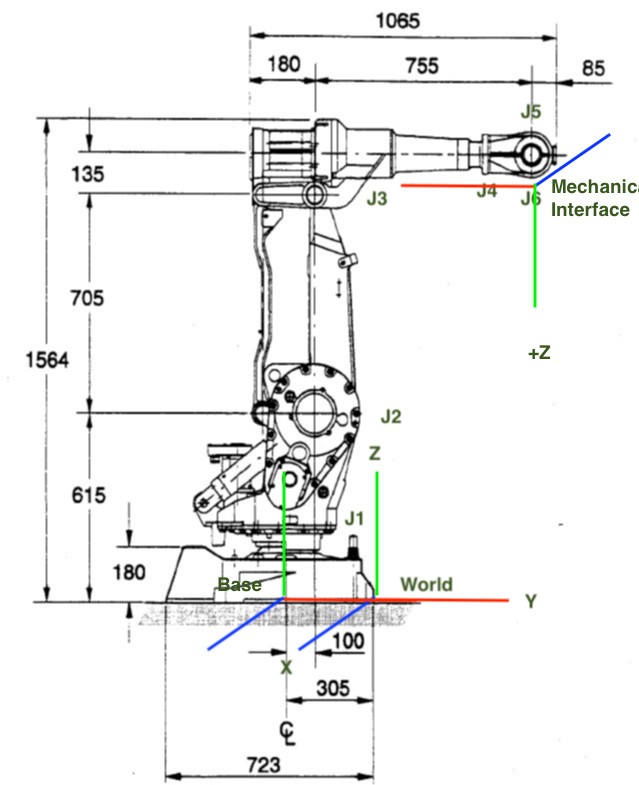 1065
180
755
85
J5
135
J3
J4
J6
Mechanica
Interface
705
1564
+Z
J2
Z
615
J1
180
Base
World
Y
100
X
305
℄
723